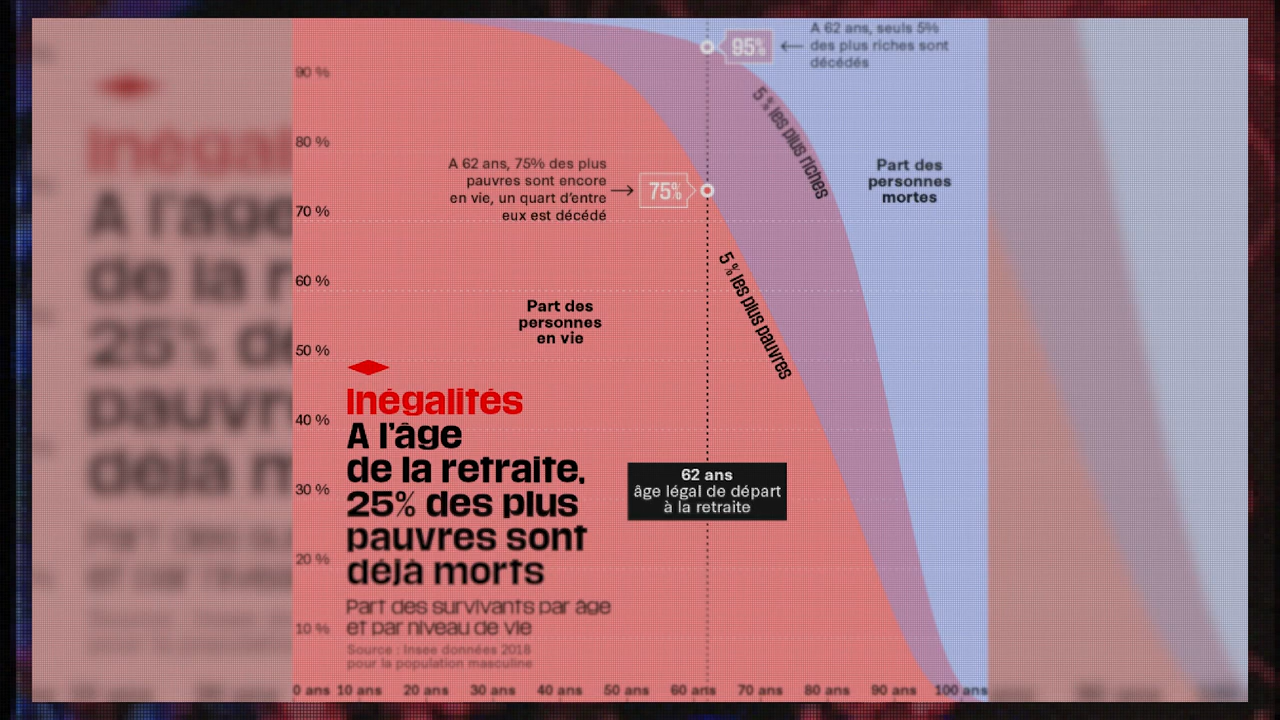 A 62 ans, seuls 5%
des plus riches sont
décédés
95%
90 %
80 %
70 %
60 %
50 %
40 %
30 %
20 %
10 %
A 62 ans, 75% des plus
pauvres sont encore
en vie, un quart d'entre
eux est décédé
75%
5 % les plus riches
Part des
personnes
mortes
5 % les plus pauvres
Part des
personnes
en vie
Inégalités
A l'âge
de la retraite,
25% des plus
pauvres sont
déjà morts
62 ans
âge légal de départ
à la retraite
Part des survivants par âge
et par niveau de vie
Source : Insee données 2018
pour la population masculine
0 ans 10 ans 20 ans 30 ans 40 ans 50 ans 60 ans 70 ans 80 ans 90 ans 100 ans